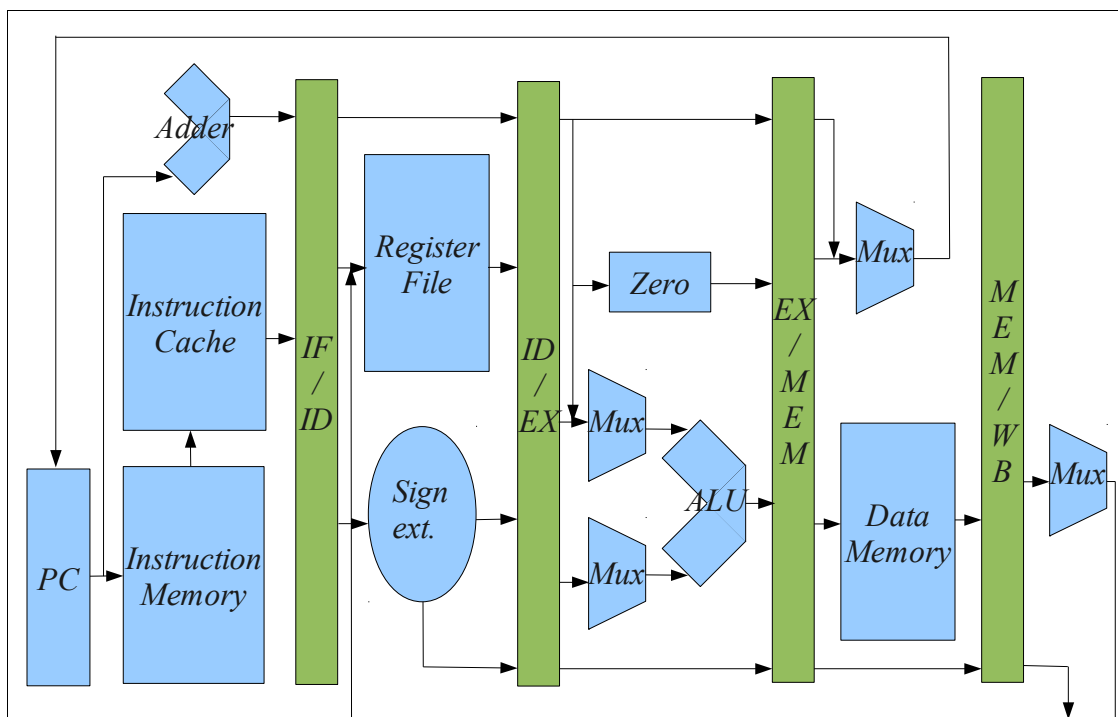 Adder
Instruction
Cache
PC
Instruction
Memory
IF
/
ID
Register
File
Sign
ext.
ID
/
EX
Zero
Mux
Mux
ALU
EX
/
M
E
M
Mux
Data
Memory
M
E
M
/
W
B
Mux